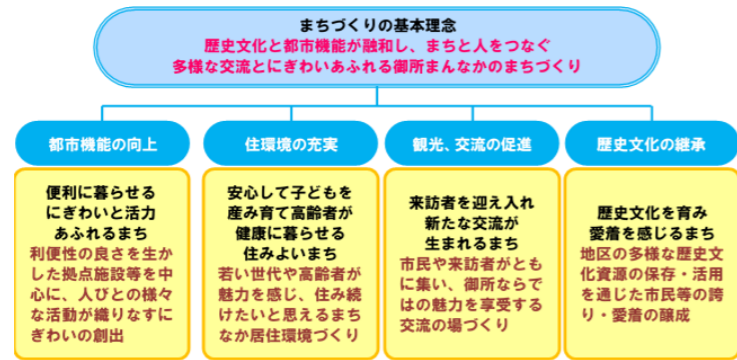 まちづくりの基本理念
歴史文化と都市機能が融和し、まちと人をつなぐ
多様な交流とにぎわいあふれる御所まんなかのまちづくり
都市機能の向上
便利に暮らせる
にぎわいと活力
あふれるまち
利便性の良さを生か
した拠点施設等を中
心に、人びとの様々
な活動が織りなすに
ぎわいの創出
住環境の充実
安心して子どもを
産み育て高齢者が
健康に暮らせる
住みよいまち
若い世代や高齢者が
魅力を感じ、住み続
けたいと思えるまち
なか居住環境づくり
観光、交流の促進
来訪者を迎え入れ
新たな交流が
生まれるまち
市民や来訪者がとも
に集い、御所ならで
はの魅力を享受する
交流の場づくり
歴史文化の継承
歴史文化を育み
愛着を感じるまち
地区の多様な歴史文
化資源の保存・活用
を通じた市民等の誇
り・愛着の醸成